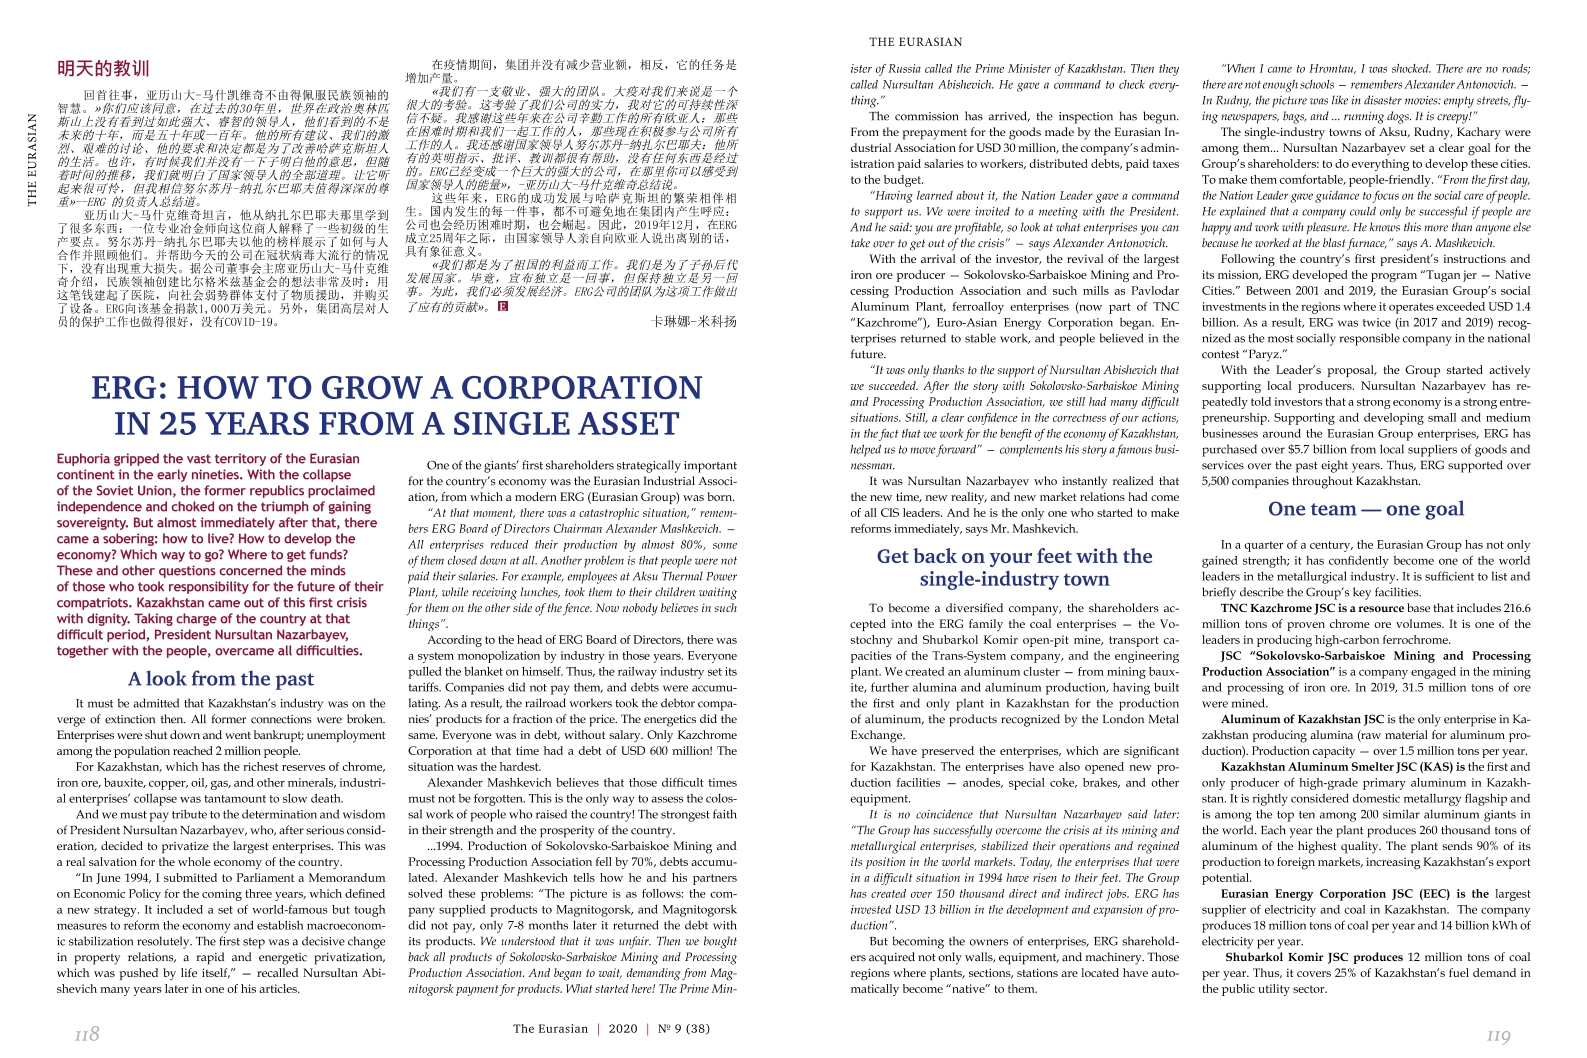 THE EURASIAN
明天的教训
回首往事，亚历山大-马什凯维奇不由得佩服民族领袖的
智慧。»你们应该同意，在过去的30年里，世界在政治奥林匹
斯山上没有看到过如此强大、睿智的领导人，他们看到的不是
未来的十年，而是五十年或一百年。他的所有建议、我们的激
烈、艰难的讨论、他的要求和决定都是为了改善哈萨克斯坦人
的生活。也许，有时候我们并没有一下子明白他的意思，但随
着时间的推移，我们就明白了国家领导人的全部道理。让它听
起来很可怜，但我相信努尔苏丹-纳扎尔巴耶夫值得深深的尊
重»--ERG 的负责人总结道。
亚历山大-马什克维奇坦言，他从纳扎尔巴耶夫那里学到
了很多东西：一位专业冶金师向这位商人解释了一些初级的生
产要点。努尔苏丹-纳扎尔巴耶夫以他的榜样展示了如何与人
合作并照顾他们。并帮助今天的公司在冠状病毒大流行的情况
下，没有出现重大损失。据公司董事会主席亚历山大-马什克维
奇介绍，民族领袖创建比尔格米兹基金会的想法非常及时：用
这笔钱建起了医院，向社会弱势群体支付了物质援助，并购买
了设备。ERG向该基金捐款1,000万美元。另外，集团高层对人
员的保护工作也做得很好，没有COVID-19。
在疫情期间，集团并没有减少营业额，相反，它的任务是
增加产量。
«我们有一支敬业、强大的团队。大疫对我们来说是一个
很大的考验。这考验了我们公司的实力，我对它的可持续性深
信不疑。我感谢这些年来在公司辛勤工作的所有欧亚人：那些
在困难时期和我们一起工作的人，那些现在积极参与公司所有
工作的人。我还感谢国家领导人努尔苏丹-纳扎尔巴耶夫：他所
有的英明指示、批评、教训都很有帮助，没有任何东西是经过
的。ERG已经变成一个巨大的强大的公司，在那里你可以感受到
国家领导人的能量»，-亚历山大-马什克维奇总结说。
这些年来，ERG的成功发展与哈萨克斯坦的繁荣相伴相
生。国内发生的每一件事，都不可避免地在集团内产生呼应：
公司也会经历困难时期，也会崛起。因此，2019年12月，在ERG
成立25周年之际，由国家领导人亲自向欧亚人说出离别的话，
具有象征意义。
«我们都是为了祖国的利益而工作。我们是为了子孙后代
发展国家。毕竟，宣布独立是一回事，但保持独立是另一回
事。为此，我们必须发展经济。ERG公司的团队为这项工作做出
了应有的贡献»。 E
卡琳娜-米科扬
ERG: HOW TO GROW A CORPORATION
IN 25 YEARS FROM A SINGLE ASSET
Euphoria gripped the vast territory of the Eurasian
continent in the early nineties. With the collapse
of the Soviet Union, the former republics proclaimed
independence and choked on the triumph of gaining
sovereignty. But almost immediately after that, there
came a sobering: how to live? How to develop the
economy? Which way to go? Where to get funds?
These and other questions concerned the minds
of those who took responsibility for the future of their
compatriots. Kazakhstan came out of this first crisis
with dignity. Taking charge of the country at that
difficult period, President Nursultan Nazarbayev,
together with the people, overcame all difficulties.
A look from the past
It must be admitted that Kazakhstan's industry was on the
verge of extinction then. All former connections were broken.
Enterprises were shut down and went bankrupt; unemployment
among the population reached 2 million people.
For Kazakhstan, which has the richest reserves of chrome,
iron ore, bauxite, copper, oil, gas, and other minerals, industri-
al enterprises' collapse was tantamount to slow death.
And we must pay tribute to the determination and wisdom
of President Nursultan Nazarbayev, who, after serious consid-
eration, decided to privatize the largest enterprises. This was
a real salvation for the whole economy of the country.
“In June 1994, I submitted to Parliament a Memorandum
on Economic Policy for the coming three years, which defined
a new strategy. It included a set of world-famous but tough
measures to reform the economy and establish macroeconom-
ic stabilization resolutely. The first step was a decisive change
in property relations, a rapid and energetic privatization,
which was pushed by life itself,” — recalled Nursultan Abi-
shevich many years later in one of his articles.
One of the giants' first shareholders strategically important
for the country's economy was the Eurasian Industrial Associ-
ation, from which a modern ERG (Eurasian Group) was born.
“At that moment, there was a catastrophic situation,” remem-
bers ERG Board of Directors Chairman Alexander Mashkevich. —
All enterprises reduced their production by almost 80%, some
of them closed down at all. Another problem is that people were not
paid their salaries. For example, employees at Aksu Thermal Power
Plant, while receiving lunches, took them to their children waiting
for them on the other side of the fence. Now nobody believes in such
things”.
According to the head of ERG Board of Directors, there was
a system monopolization by industry in those years. Everyone
pulled the blanket on himself. Thus, the railway industry set its
tariffs. Companies did not pay them, and debts were accumu-
lating. As a result, the railroad workers took the debtor compa-
nies' products for a fraction of the price. The energetics did the
same. Everyone was in debt, without salary. Only Kazchrome
Corporation at that time had a debt of USD 600 million! The
situation was the hardest.
Alexander Mashkevich believes that those difficult times
must not be forgotten. This is the only way to assess the colos-
sal work of people who raised the country! The strongest faith
in their strength and the prosperity of the country.
...1994. Production of Sokolovsko-Sarbaiskoe Mining and
Processing Production Association fell by 70%, debts accumu-
lated. Alexander Mashkevich tells how he and his partners
solved these problems: “The picture is as follows: the com-
pany supplied products to Magnitogorsk, and Magnitogorsk
did not pay, only 7-8 months later it returned the debt with
its products. We understood that it was unfair. Then we bought
back all products of Sokolovsko-Sarbaiskoe Mining and Processing
Production Association. And began to wait, demanding from Mag-
nitogorsk payment for products. What started here! The Prime Min-
118
The Eurasian | 2020 | № 9 (38)
THE EURASIAN
ister of Russia called the Prime Minister of Kazakhstan. Then they
called Nursultan Abishevich. He gave a command to check every-
thing.”
The commission has arrived, the inspection has begun.
From the prepayment for the goods made by the Eurasian In-
dustrial Association for USD 30 million, the company's admin-
istration paid salaries to workers, distributed debts, paid taxes
to the budget.
“Having learned about it, the Nation Leader gave a command
to support us. We were invited to a meeting with the President.
And he said: you are profitable, so look at what enterprises you can
take over to get out of the crisis” — says Alexander Antonovich.
With the arrival of the investor, the revival of the largest
iron ore producer — Sokolovsko-Sarbaiskoe Mining and Pro-
cessing Production Association and such mills as Pavlodar
Aluminum Plant, ferroalloy enterprises (now part of TNC
“Kazchrome”), Euro-Asian Energy Corporation began. En-
terprises returned to stable work, and people believed in the
future.
“It was only thanks to the support of Nursultan Abishevich that
we succeeded. After the story with Sokolovsko-Sarbaiskoe Mining
and Processing Production Association, we still had many difficult
situations. Still, a clear confidence in the correctness of our actions,
in the fact that we work for the benefit of the economy of Kazakhstan,
helped us to move forward” — complements his story a famous busi-
nessman.
It was Nursultan Nazarbayev who instantly realized that
the new time, new reality, and new market relations had come
of all CIS leaders. And he is the only one who started to make
reforms immediately, says Mr. Mashkevich.
Get back on your feet with the
single-industry town
To become a diversified company, the shareholders ac-
cepted into the ERG family the coal enterprises — the Vo-
stochny and Shubarkol Komir open-pit mine, transport ca-
pacities of the Trans-System company, and the engineering
plant. We created an aluminum cluster — from mining baux-
ite, further alumina and aluminum production, having built
the first and only plant in Kazakhstan for the production
of aluminum, the products recognized by the London Metal
Exchange.
We have preserved the enterprises, which are significant
for Kazakhstan. The enterprises have also opened new pro-
duction facilities — anodes, special coke, brakes, and other
equipment.
It is no coincidence that Nursultan Nazarbayev said later:
“The Group has successfully overcome the crisis at its mining and
metallurgical enterprises, stabilized their operations and regained
its position in the world markets. Today, the enterprises that were
in a difficult situation in 1994 have risen to their feet. The Group
has created over 150 thousand direct and indirect jobs. ERG has
invested USD 13 billion in the development and expansion of pro-
duction”.
But becoming the owners of enterprises, ERG sharehold-
ers acquired not only walls, equipment, and machinery. Those
regions where plants, sections, stations are located have auto-
matically become “native” to them.
“When I came to Hromtau, I was shocked. There are no roads;
there are not enough schools — remembers Alexander Antonovich. —
In Rudny, the picture was like in disaster movies: empty streets, fly-
ing newspapers, bags, and ... running dogs. It is creepy!”
The single-industry towns of Aksu, Rudny, Kachary were
among them... Nursultan Nazarbayev set a clear goal for the
Group's shareholders: to do everything to develop these cities.
To make them comfortable, people-friendly. “From the first day,
the Nation Leader gave guidance to focus on the social care of people.
He explained that a company could only be successful if people are
happy and work with pleasure. He knows this more than anyone else
because he worked at the blast furnace,” says A. Mashkevich.
Following the country's first president's instructions and
its mission, ERG developed the program “Tugan jer — Native
Cities.” Between 2001 and 2019, the Eurasian Group's social
investments in the regions where it operates exceeded USD 1.4
billion. As a result, ERG was twice (in 2017 and 2019) recog-
nized as the most socially responsible company in the national
contest “Paryz.”
With the Leader's proposal, the Group started actively
supporting local producers. Nursultan Nazarbayev has re-
peatedly told investors that a strong economy is a strong entre-
preneurship. Supporting and developing small and medium
businesses around the Eurasian Group enterprises, ERG has
purchased over $5.7 billion from local suppliers of goods and
services over the past eight years. Thus, ERG supported over
5,500 companies throughout Kazakhstan.
One team — one goal
In a quarter of a century, the Eurasian Group has not only
gained strength; it has confidently become one of the world
leaders in the metallurgical industry. It is sufficient to list and
briefly describe the Group's key facilities.
TNC Kazchrome JSC is a resource base that includes 216.6
million tons of proven chrome ore volumes. It is one of the
leaders in producing high-carbon ferrochrome.
JSC “Sokolovsko-Sarbaiskoe Mining and Processing
Production Association” is a company engaged in the mining
and processing of iron ore. In 2019, 31.5 million tons of ore
were mined.
Aluminum of Kazakhstan JSC is the only enterprise in Ka-
zakhstan producing alumina (raw material for aluminum pro-
duction). Production capacity — over 1.5 million tons per year.
Kazakhstan Aluminum Smelter JSC (KAS) is the first and
only producer of high-grade primary aluminum in Kazakh-
stan. It is rightly considered domestic metallurgy flagship and
is among the top ten among 200 similar aluminum giants in
the world. Each year the plant produces 260 thousand tons of
aluminum of the highest quality. The plant sends 90% of its
production to foreign markets, increasing Kazakhstan's export
potential.
Eurasian Energy Corporation JSC (EEC) is the largest
supplier of electricity and coal in Kazakhstan. The company
produces 18 million tons of coal per year and 14 billion kWh of
electricity per year.
Shubarkol Komir JSC produces 12 million tons of coal
per year. Thus, it covers 25% of Kazakhstan's fuel demand in
the public utility sector.
119